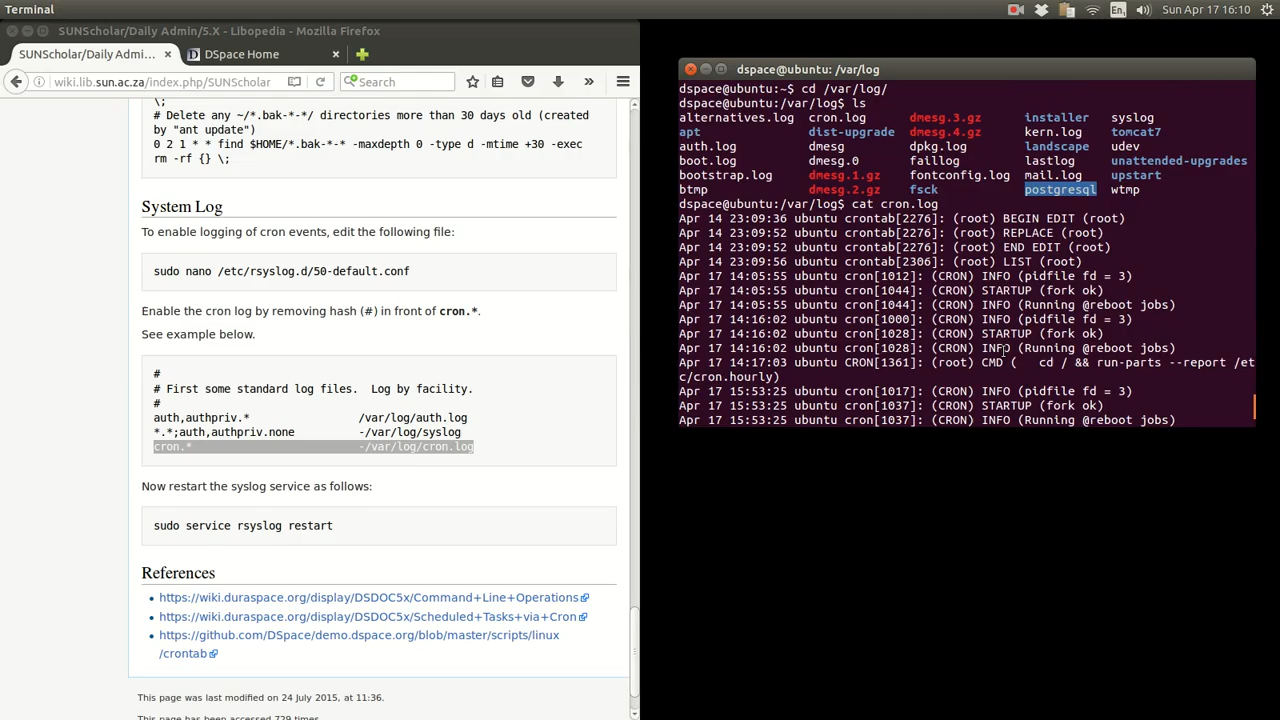 Terminal
En1
Sun Apr 17 16:10
SUNScholar/Daily Admin/5.X - Libopedia - Mozilla Firefox
SUNScholar/Daily Admi... ×
DSpace Home ×
wiki.lib.sun.ac.za/index.php/SUNScholar
Search
\;
# Delete any ~/*.bak-*-*/ directories more than 30 days old (created
by "ant update")
0 2 1 * * find $HOME/*.bak-*-* -maxdepth 0 -type d -mtime +30 -exec
rm -rf {} \;
System Log
To enable logging of cron events, edit the following file:
sudo nano /etc/rsyslog.d/50-default.conf
Enable the cron log by removing hash (#) in front of cron.*.
See example below.
#
# First some standard log files.  Log by facility.
#
auth,authpriv.* /var/log/auth.log
*.*;auth,authpriv.none -/var/log/syslog
cron.* -/var/log/cron.log
Now restart the syslog service as follows:
sudo service rsyslog restart
References
https://wiki.duraspace.org/display/DSDOC5x/Command+Line+Operations
https://wiki.duraspace.org/display/DSDOC5x/Scheduled+Tasks+via+Cron
https://github.com/DSpace/demo.dspace.org/blob/master/scripts/linux
/crontab
This page was last modified on 24 July 2015, at 11:36.
This page has been accessed 729 times.
dspace@ubuntu: /var/log
dspace@ubuntu:~$ cd /var/log/
dspace@ubuntu:/var/log$ ls
alternatives.log cron.log dmesg.3.gz installer syslog
apt dist-upgrade dmesg.4.gz kern.log tomcat7
auth.log dmesg dpkg.log landscape udev
boot.log dmesg.0 faillog lastlog unattended-upgrades
bootstrap.log dmesg.1.gz fontconfig.log mail.log upstart
btmp dmesg.2.gz fsck postgresql wtmp
dspace@ubuntu:/var/log$ cat cron.log
Apr 14 23:09:36 ubuntu crontab[2276]: (root) BEGIN EDIT (root)
Apr 14 23:09:52 ubuntu crontab[2276]: (root) REPLACE (root)
Apr 14 23:09:52 ubuntu crontab[2276]: (root) END EDIT (root)
Apr 14 23:09:56 ubuntu crontab[2306]: (root) LIST (root)
Apr 17 14:05:55 ubuntu cron[1012]: (CRON) INFO (pidfile fd = 3)
Apr 17 14:05:55 ubuntu cron[1044]: (CRON) STARTUP (fork ok)
Apr 17 14:05:55 ubuntu cron[1044]: (CRON) INFO (Running @reboot jobs)
Apr 17 14:16:02 ubuntu cron[1000]: (CRON) INFO (pidfile fd = 3)
Apr 17 14:16:02 ubuntu cron[1028]: (CRON) STARTUP (fork ok)
Apr 17 14:16:02 ubuntu cron[1028]: (CRON) INFO (Running @reboot jobs)
Apr 17 14:17:03 ubuntu CRON[1361]: (root) CMD (   cd / && run-parts --report /et
c/cron.hourly)
Apr 17 15:53:25 ubuntu cron[1017]: (CRON) INFO (pidfile fd = 3)
Apr 17 15:53:25 ubuntu cron[1037]: (CRON) STARTUP (fork ok)
Apr 17 15:53:25 ubuntu cron[1037]: (CRON) INFO (Running @reboot jobs)